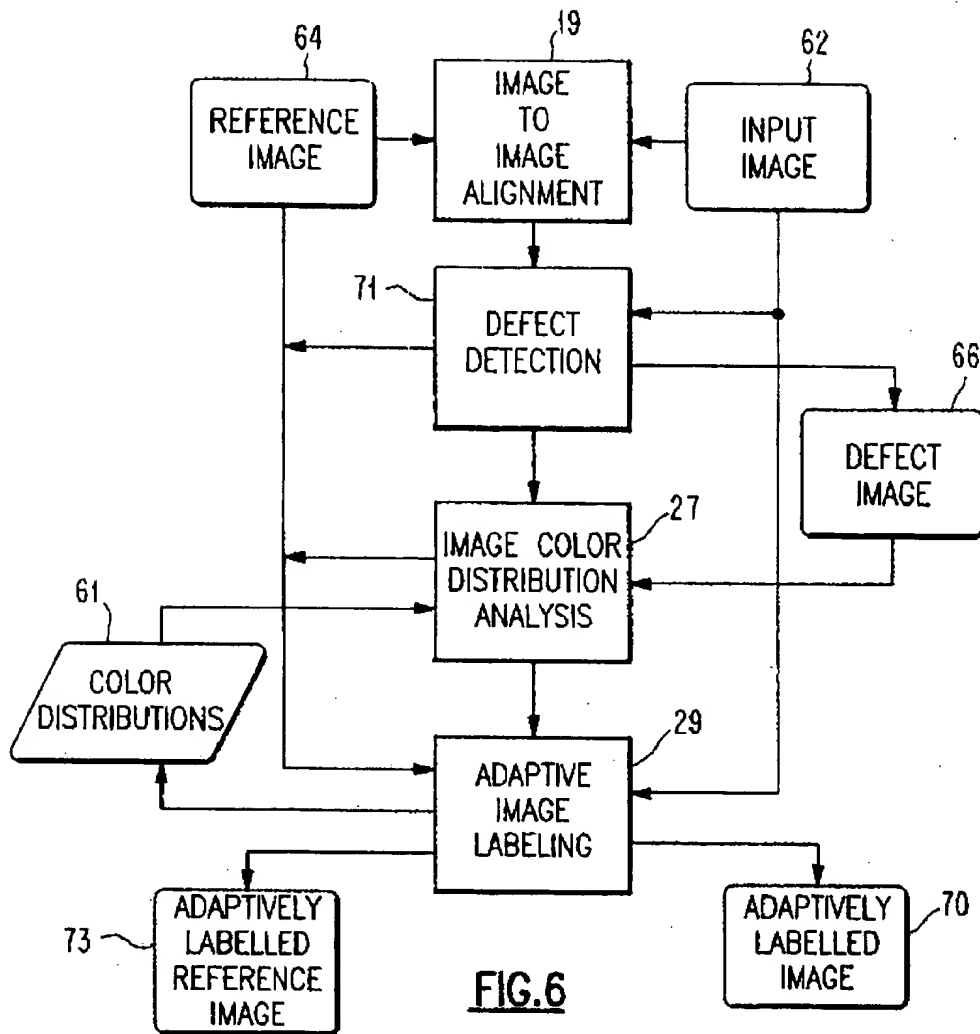 64
19
62
REFERENCE
IMAGE
IMAGE
TO
IMAGE
ALIGNMENT
INPUT
IMAGE
71
DEFECT
DETECTION
66
DEFECT
IMAGE
27
IMAGE COLOR
DISTRIBUTION
ANALYSIS
61
COLOR
DISTRIBUTIONS
29
ADAPTIVE
IMAGE
LABELING
73
ADAPTIVELY
LABELLED
REFERENCE
IMAGE
ADAPTIVELY
LABELLED
IMAGE
70
FIG.6